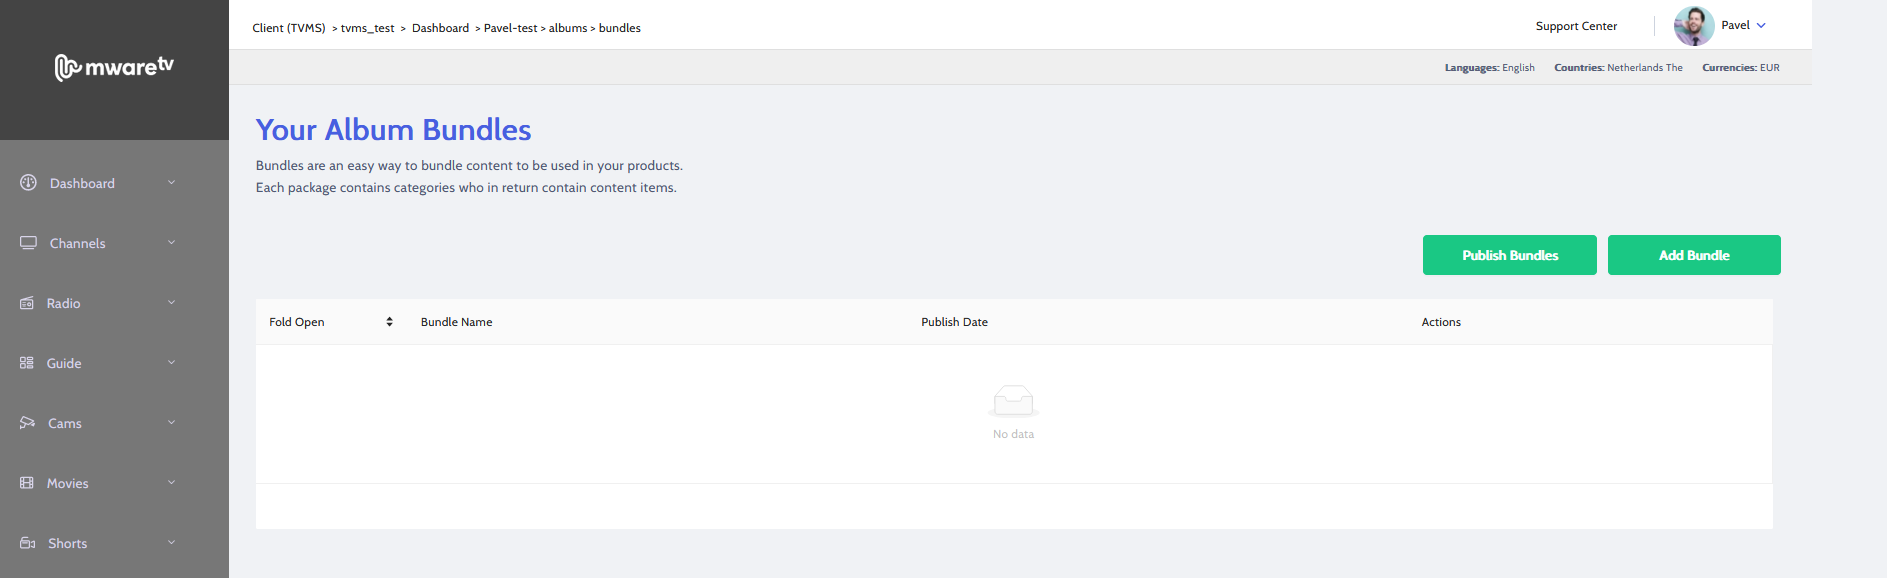 mwaretv
Client (TVMS) > tvms_test > Dashboard > Pavel-test > albums > bundles
Support Center
Pavel
Languages: English Countries: Netherlands The Currencies: EUR
Your Album Bundles
Bundles are an easy way to bundle content to be used in your products.
Each package contains categories who in return contain content items.
Dashboard
Channels
Radio
Guide
Cams
Movies
Shorts
Publish Bundles
Add Bundle
Fold Open Bundle Name Publish Date Actions
No data